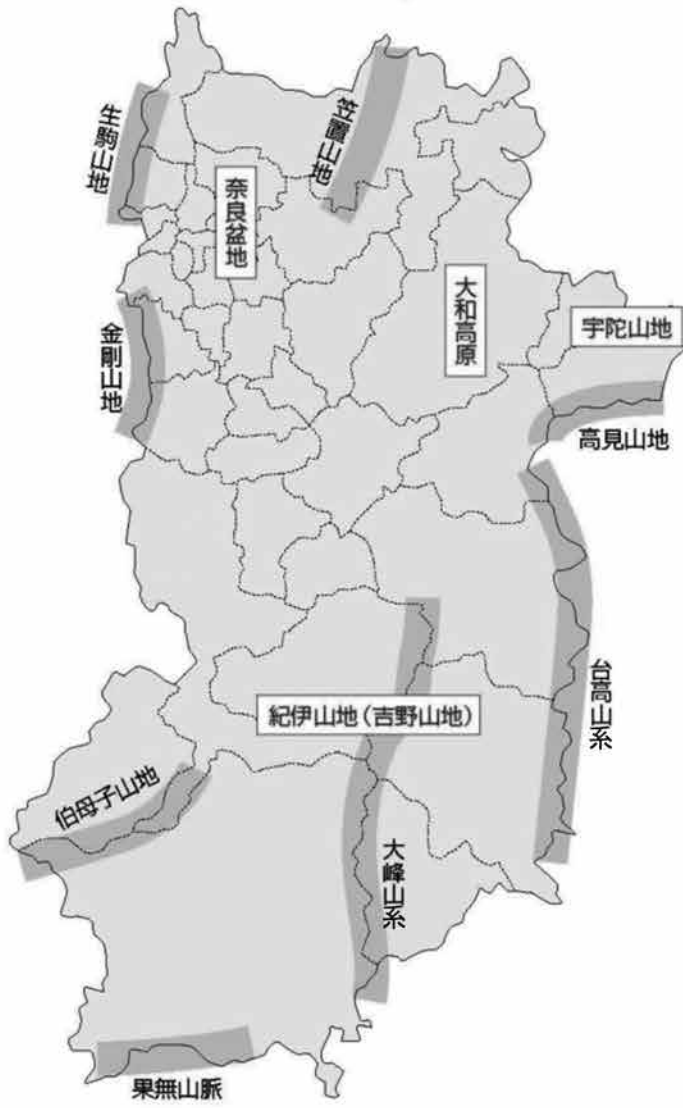 生駒山地
笠置山地
奈良盆地
大和高原
宇陀山地
金剛山地
高見山地
台高山系
紀伊山地(吉野山地)
伯母子山地
大峰山系
果無山脈